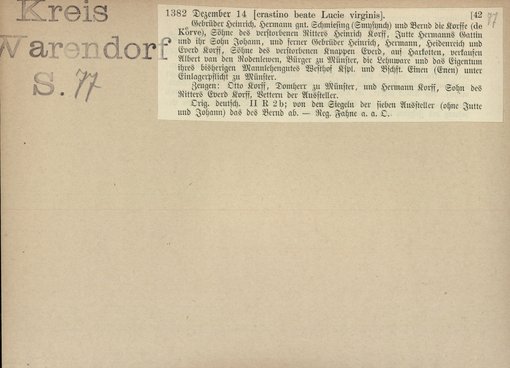 Kreis
Warendorf
S. 77
1382 Dezember 14 [crastino beate Lucie virginis]. [42
77
Gebrüder Heinrich, Hermann gnt. Schmiesing (Smysynch) und Bernd die Korffe (de
Körve), Söhne des verstorbenen Ritters Heinrich Korff, Jutte Hermanns Gattin
und ihr Sohn Johann, und ferner Gebrüder Heinrich, Hermann, Heidenreich und
Everd Korff, Söhne des verstorbenen Knappen Everd, auf Harkotten, verkaufen
Albert van den Rodenlewen, Bürger zu Münster, die Lehnware und das Eigentum
ihres bisherigen Mannlehengutes Westhof Kspl. und Bschft. Einen (Enen) unter
Einlagerpflicht zu Münster.
Zeugen: Otto Korff, Domherr zu Münster, und Hermann Korff, Sohn des
Ritters Everd Korff, Vettern der Aussteller.
Orig. deutsch. II R 2 b; von den Siegeln der sieben Aussteller (ohne Jutte
und Johann) das des Bernd ab. — Reg. Fahne a. a. O.